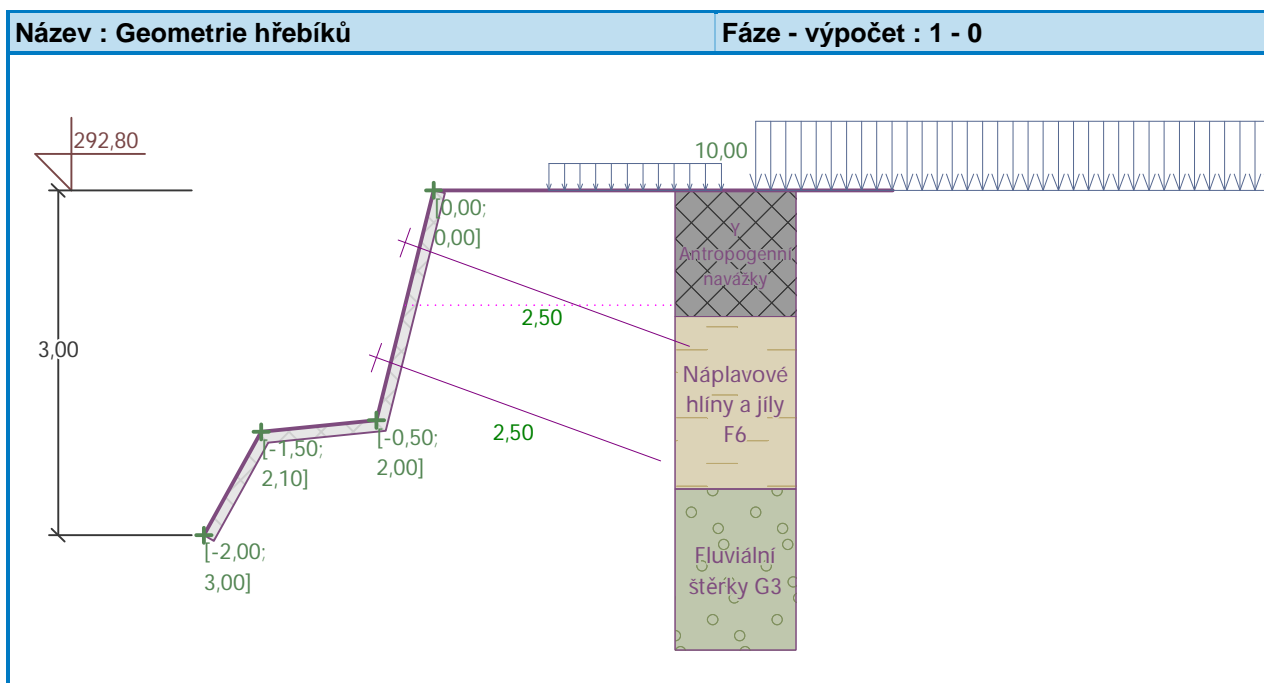 Název : Geometrie hřebíků
Fáze - výpočet : 1 - 0
292,80
10,00
[0,00;
0,00]
Y
Antropogenní
navážky
2,50
3,00
Náplavové
hlíny a jíly
F6
2,50
[-0,50;
2,00]
[-1,50;
2,10]
[-2,00;
3,00]
Fluviální
štěrky G3